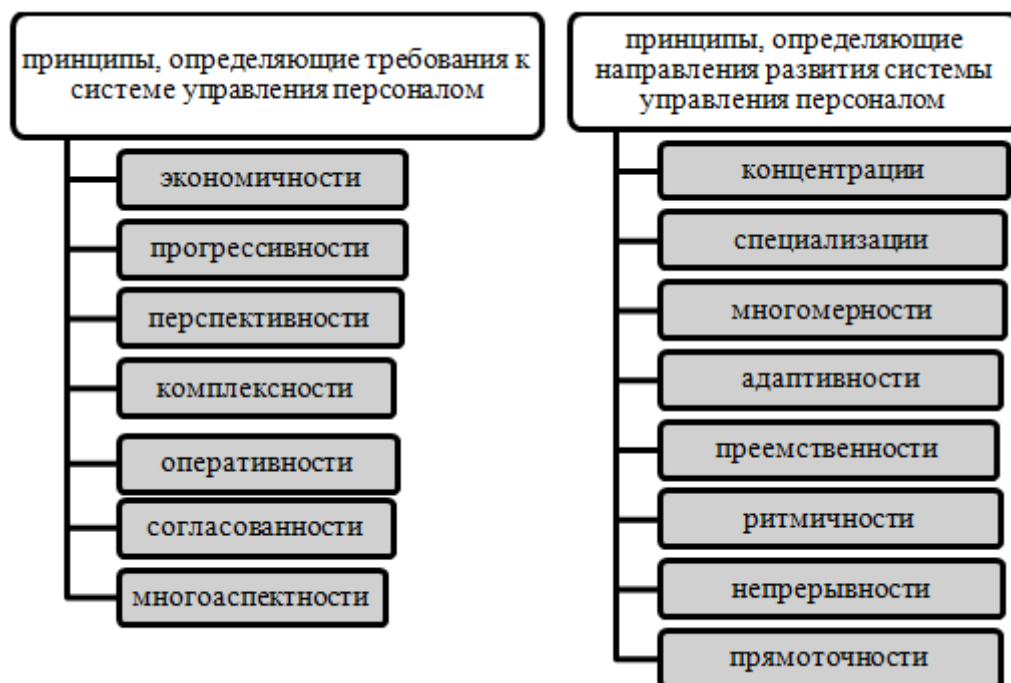 принципы, определяющие требования к
системе управления персоналом
экономичности
прогрессивности
перспективности
комплексности
оперативности
согласованности
многоаспектности
принципы, определяющие
направления развития системы
управления персоналом
концентрации
специализации
многомерности
адаптивности
преемственности
ритмичности
непрерывности
прямоточности